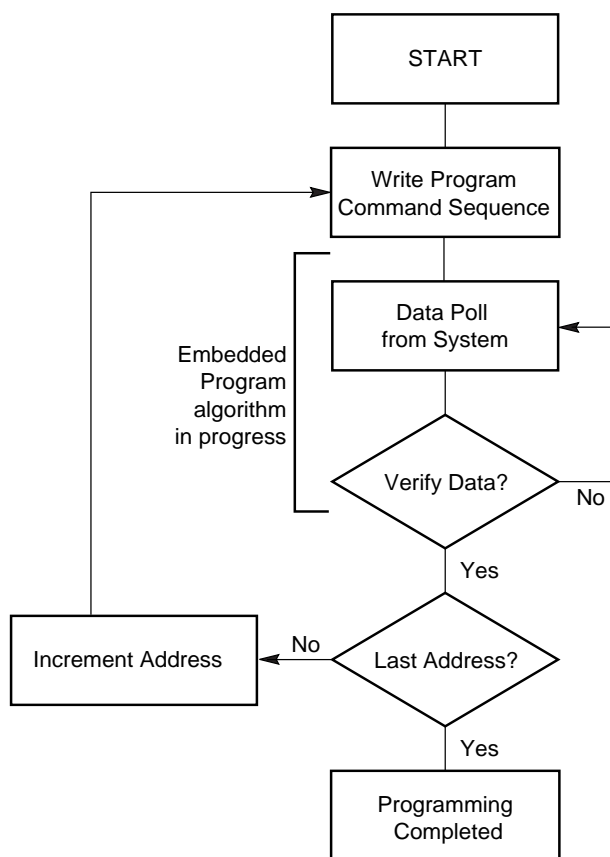 START
Write Program
Command Sequence
Data Poll
from System
Embedded
Program
algorithm
in progress
Verify Data?
No
Yes
Increment Address
No
Last Address?
Yes
Programming
Completed